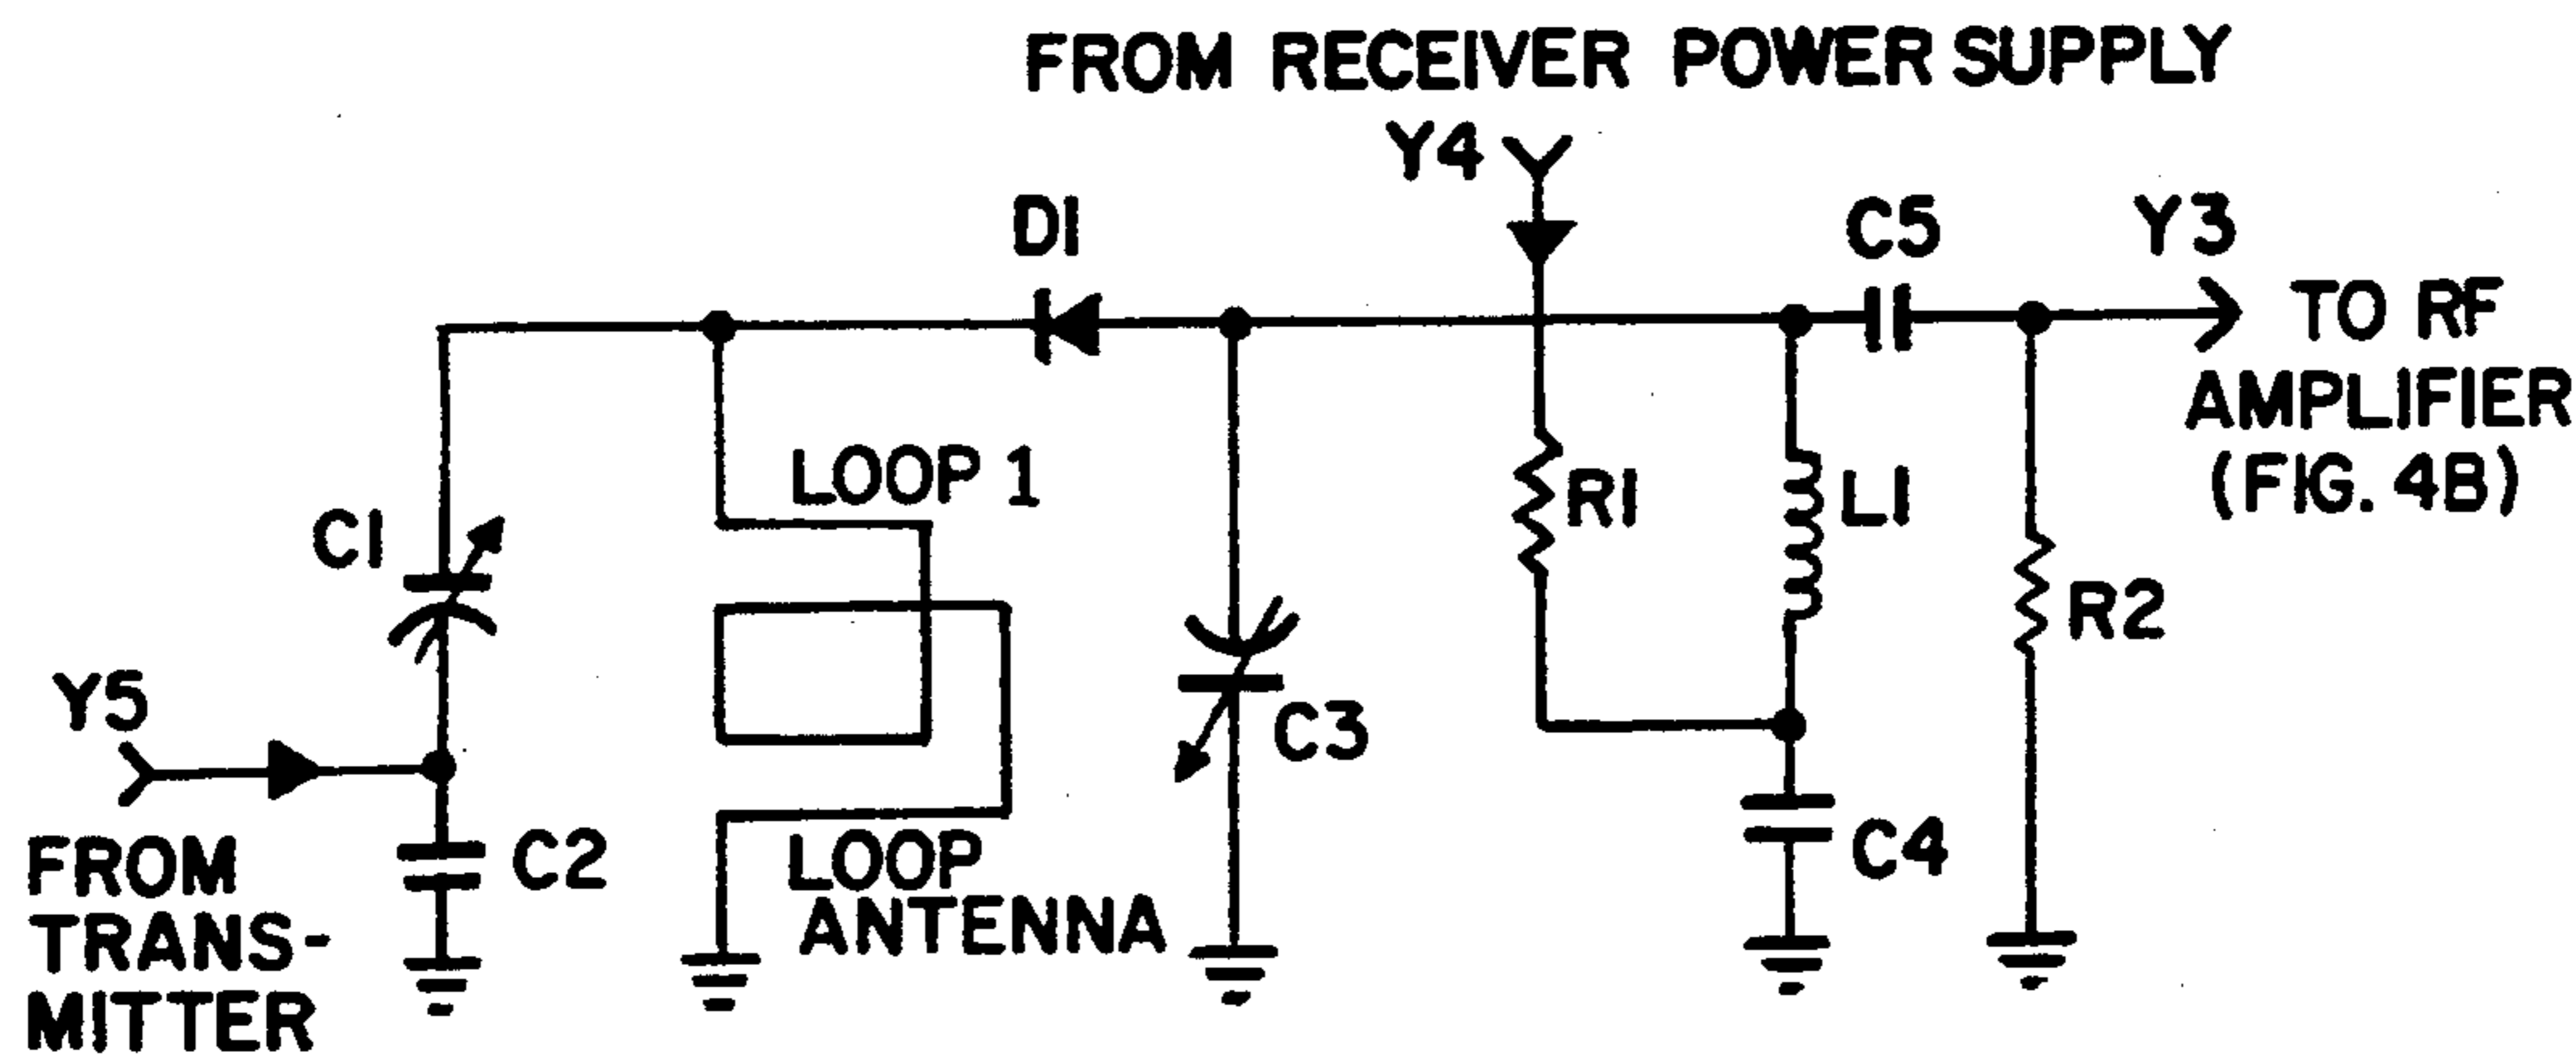 FROM RECEIVER POWER SUPPLY
Y4
D1
C5
Y3
TO RF
AMPLIFIER
(FIG. 4B)
LOOP 1
C1
R1
L1
R2
Y5
C3
FROM
TRANS-
MITTER
C2
LOOP
ANTENNA
C4